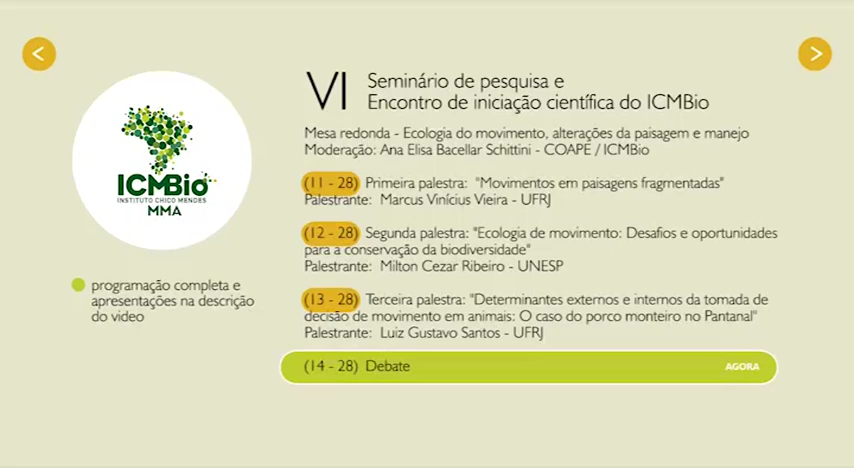 VI Seminário de pesquisa e
Encontro de iniciação científica do ICMBio
Mesa redonda - Ecologia do movimento, alterações da paisagem e manejo
Moderação: Ana Elisa Bacellar Schittini - COAPE / ICMBio
(11 - 28) Primeira palestra: "Movimentos em paisagens fragmentadas"
Palestrante: Marcus Vinícius Vieira - UFRJ
(12 - 28) Segunda palestra: "Ecologia de movimento: Desafios e oportunidades
para a conservação da biodiversidade"
Palestrante: Milton Cezar Ribeiro - UNESP
(13 - 28) Terceira palestra: "Determinantes externos e internos da tomada de
decisão de movimento em animais: O caso do porco monteiro no Pantanal"
Palestrante: Luiz Gustavo Santos - UFRJ
(14 - 28) Debate AGORA
ICMBio
INSTITUTO CHICO MENDES
MMA
programação completa e
apresentações na descrição
do video